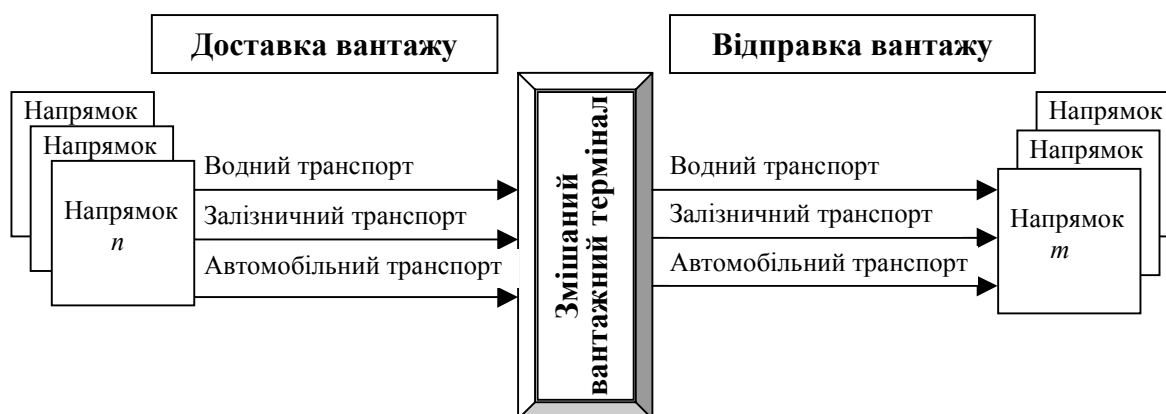 Доставка вантажу
Відправка вантажу
Напрямок
Напрямок
Напрямок
n
Водний транспорт
Залізничний транспорт
Автомобільний транспорт
Змішаний
вантажний термінал
Водний транспорт
Залізничний транспорт
Автомобільний транспорт
Напрямок
Напрямок
Напрямок
m